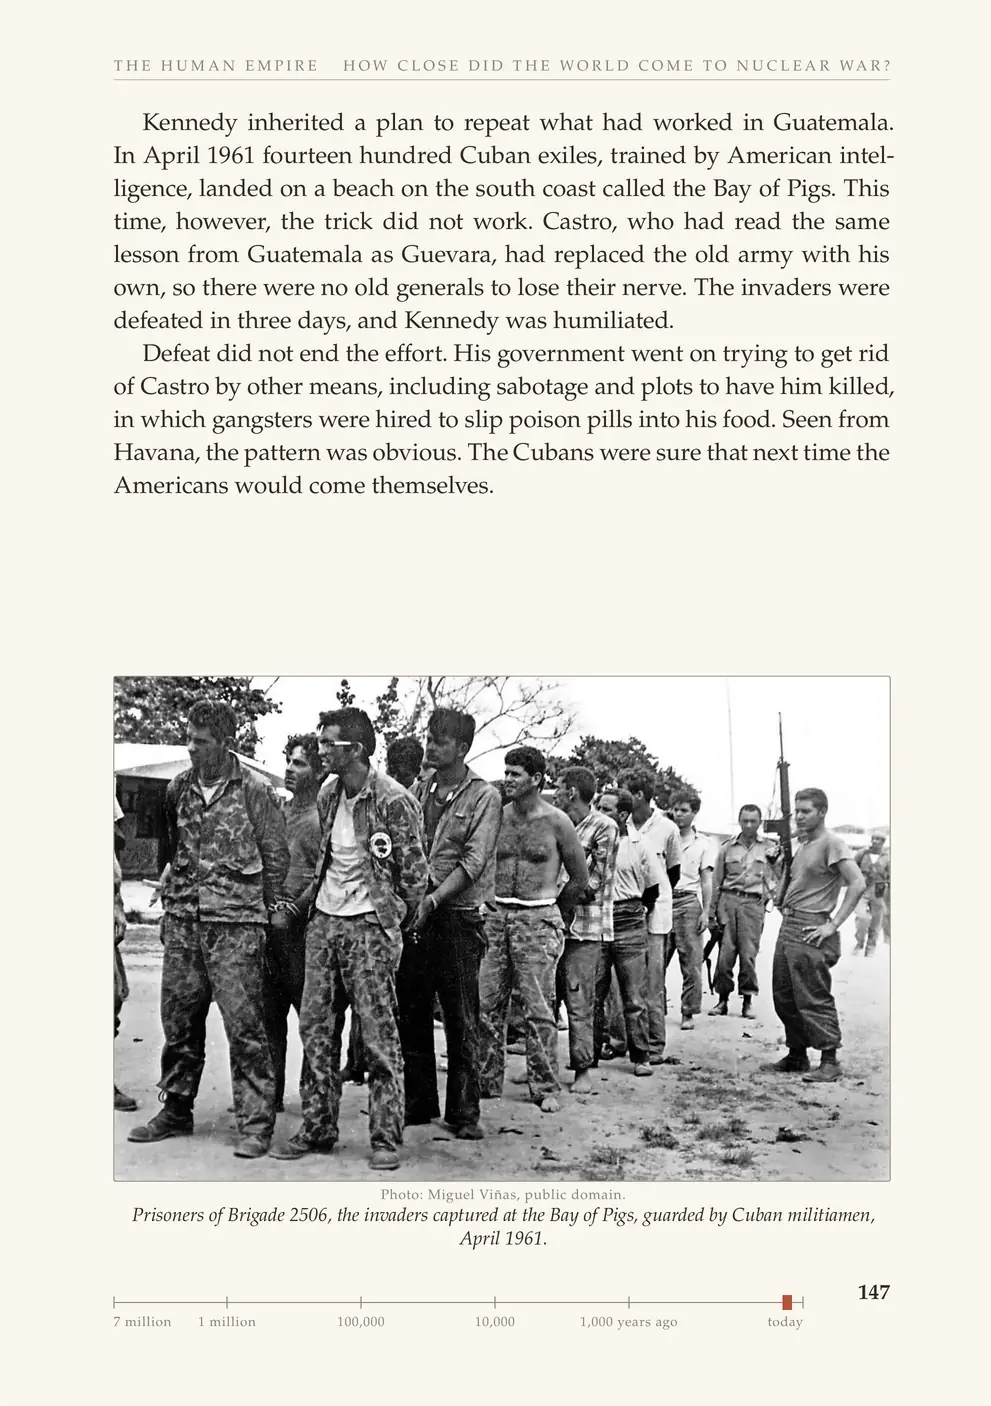 THE HUMAN EMPIRE HOW CLOSE DID THE WORLD COME TO NUCLEAR WAR?
Kennedy inherited a plan to repeat what had worked in Guatemala.
In April 1961 fourteen hundred Cuban exiles, trained by American intel-
ligence, landed on a beach on the south coast called the Bay of Pigs. This
time, however, the trick did not work. Castro, who had read the same
lesson from Guatemala as Guevara, had replaced the old army with his
own, so there were no old generals to lose their nerve. The invaders were
defeated in three days, and Kennedy was humiliated.
Defeat did not end the effort. His government went on trying to get rid
of Castro by other means, including sabotage and plots to have him killed,
in which gangsters were hired to slip poison pills into his food. Seen from
Havana, the pattern was obvious. The Cubans were sure that next time the
Americans would come themselves.
Photo: Miguel Viñas, public domain.
Prisoners of Brigade 2506, the invaders captured at the Bay of Pigs, guarded by Cuban militiamen,
April 1961.
147
7 million 1 million 100,000 10,000 1,000 years ago today